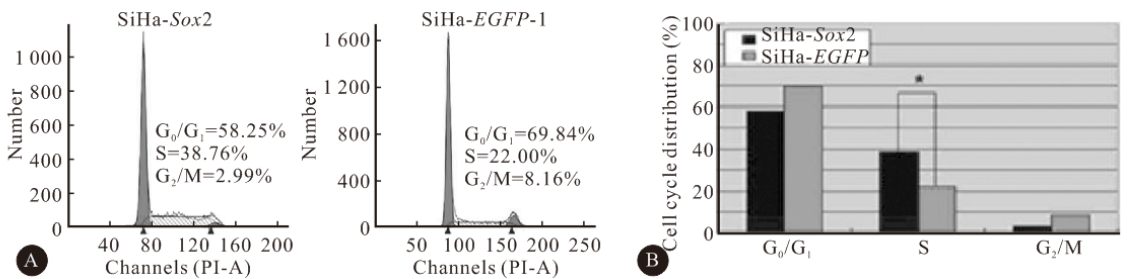 SiHa-Sox2
1 000
800
600
400
200
0
Number
G₀/G₁=58.25%
S=38.76%
G₂/M=2.99%
40 80 120 160 200
Channels (PI-A)
A
SiHa-EGFP-1
1 600
1 200
800
400
0
Number
G₀/G₁=69.84%
S=22.00%
G₂/M=8.16%
0 50 100 150 200 250
Channels (PI-A)
B
Cell cycle distribution (%)
100
80
60
40
20
0
SiHa-Sox2
SiHa-EGFP
*
G₀/G₁ S G₂/M